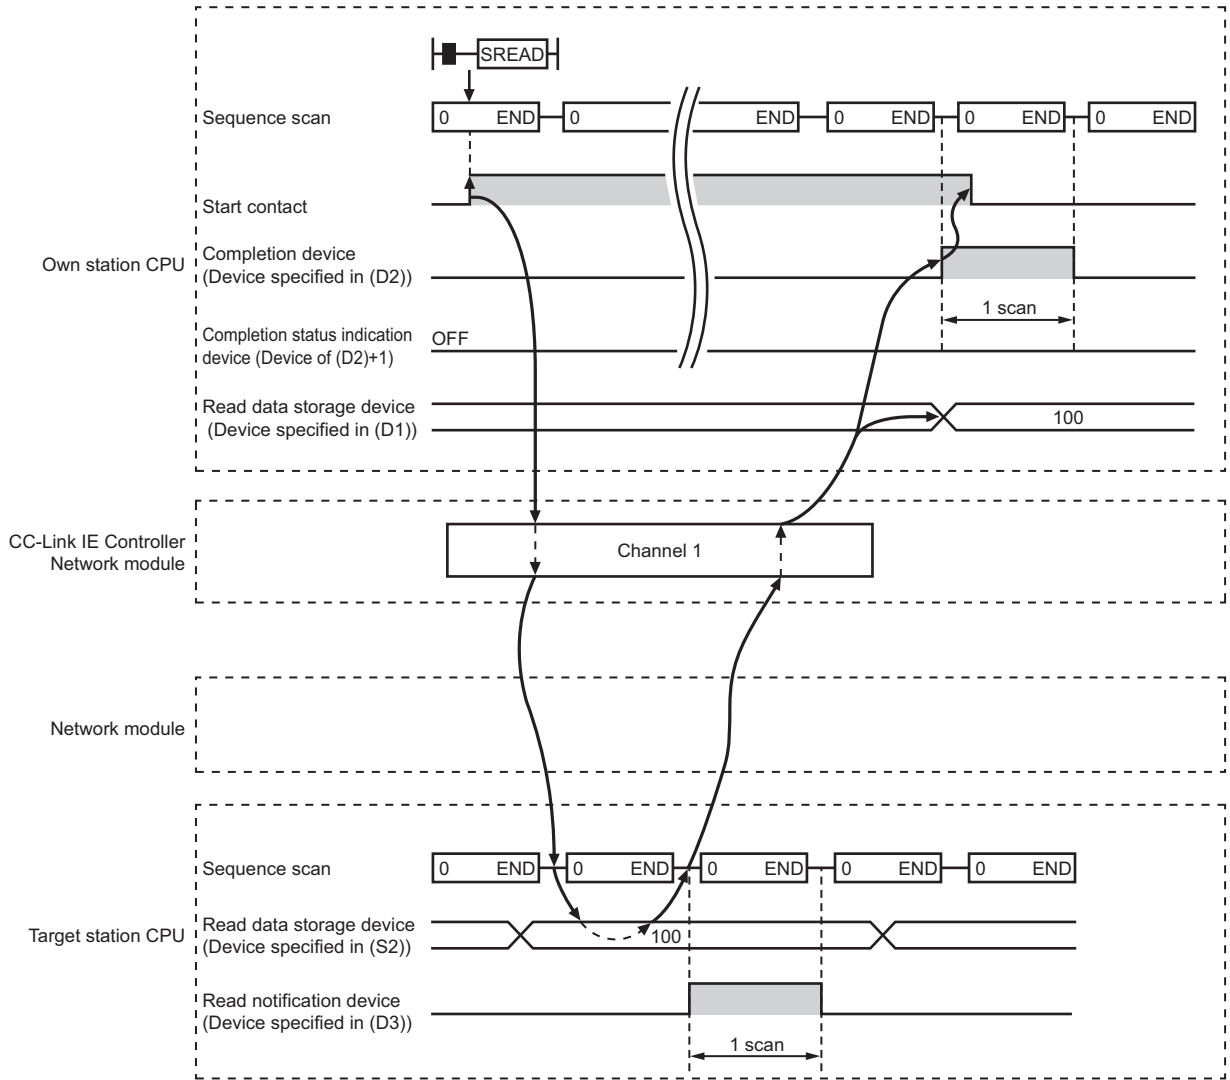 SREAD
Sequence scan
0 END 0 END 0 END 0 END 0 END
Start contact
Own station CPU
Completion device
(Device specified in (D2))
1 scan
Completion status indication
device (Device of (D2)+1)
OFF
Read data storage device
(Device specified in (D1))
100
CC-Link IE Controller
Network module
Channel 1
Network module
Sequence scan
0 END 0 END 0 END 0 END 0 END
Target station CPU
Read data storage device
(Device specified in (S2))
100
Read notification device
(Device specified in (D3))
1 scan